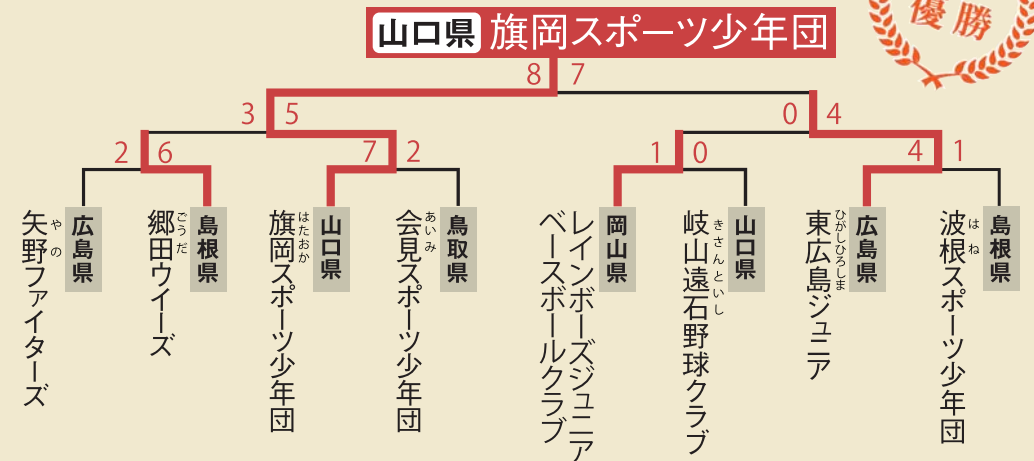 優勝
山口県 旗岡スポーツ少年団
8 7
3 5
0 4
2 6
7 2
1 0
4 1
広島県
矢野ファイターズ
やの
島根県
郷田ウイーズ
ごうだ
山口県
旗岡スポーツ少年団
はたおか
鳥取県
会見スポーツ少年団
あいみ
岡山県
レインボーズジュニア
ベースボールクラブ
山口県
岐山遠石野球クラブ
きさんといし
広島県
東広島ジュニア
ひがしひろしま
島根県
波根スポーツ少年団
はね